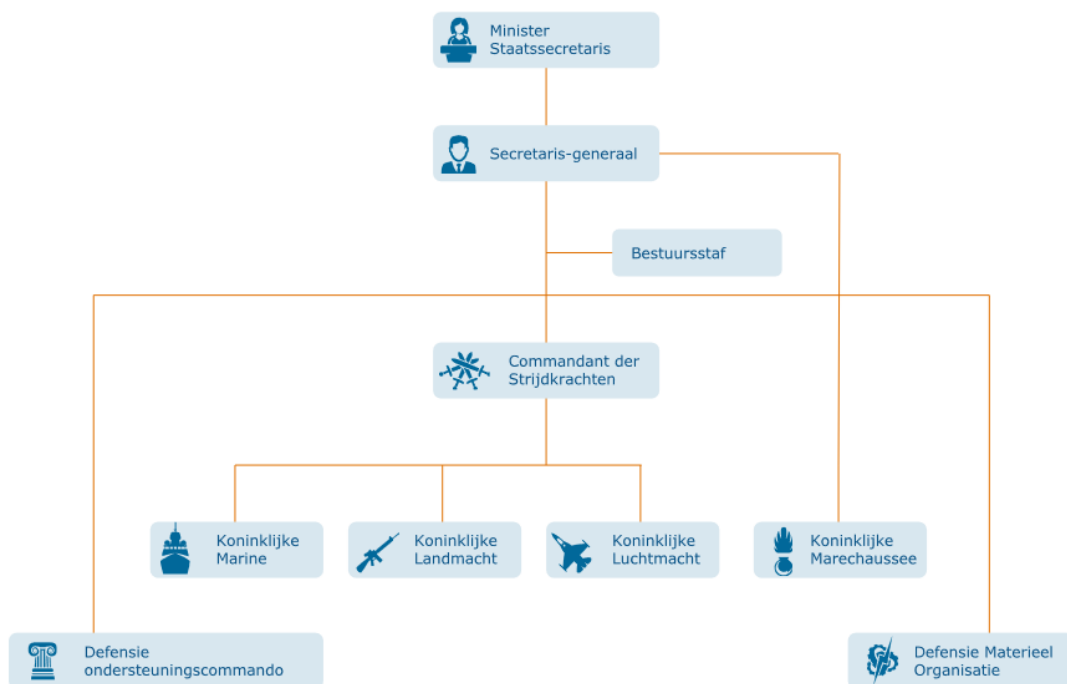 Minister
Staatssecretaris
Secretaris-generaal
Bestuursstaf
Commandant der
Strijdkrachten
Koninklijke
Marine
Koninklijke
Landmacht
Koninklijke
Luchtmacht
Koninklijke
Marechaussee
Defensie
ondersteuningscommando
Defensie Materieel
Organisatie